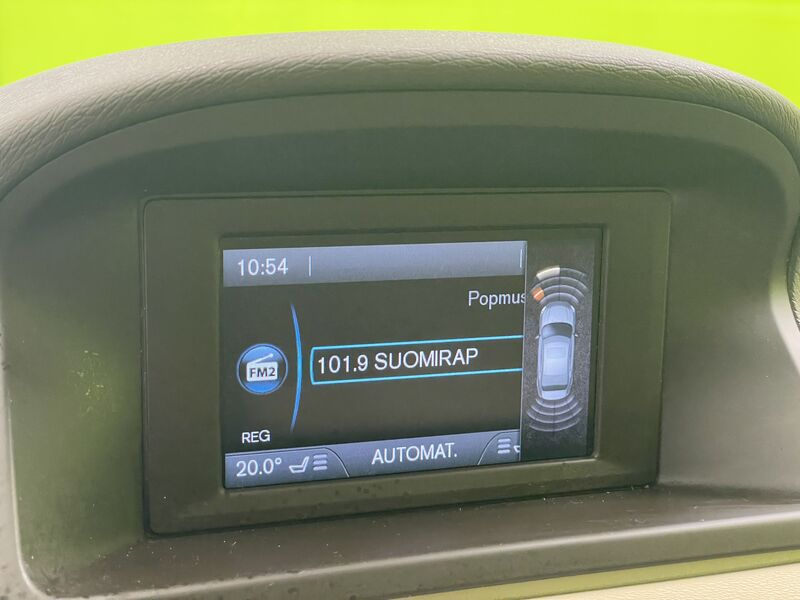 10:54
Popmus
FM2
101.9 SUOMIRAP
REG
20.0° AUTOMAT.